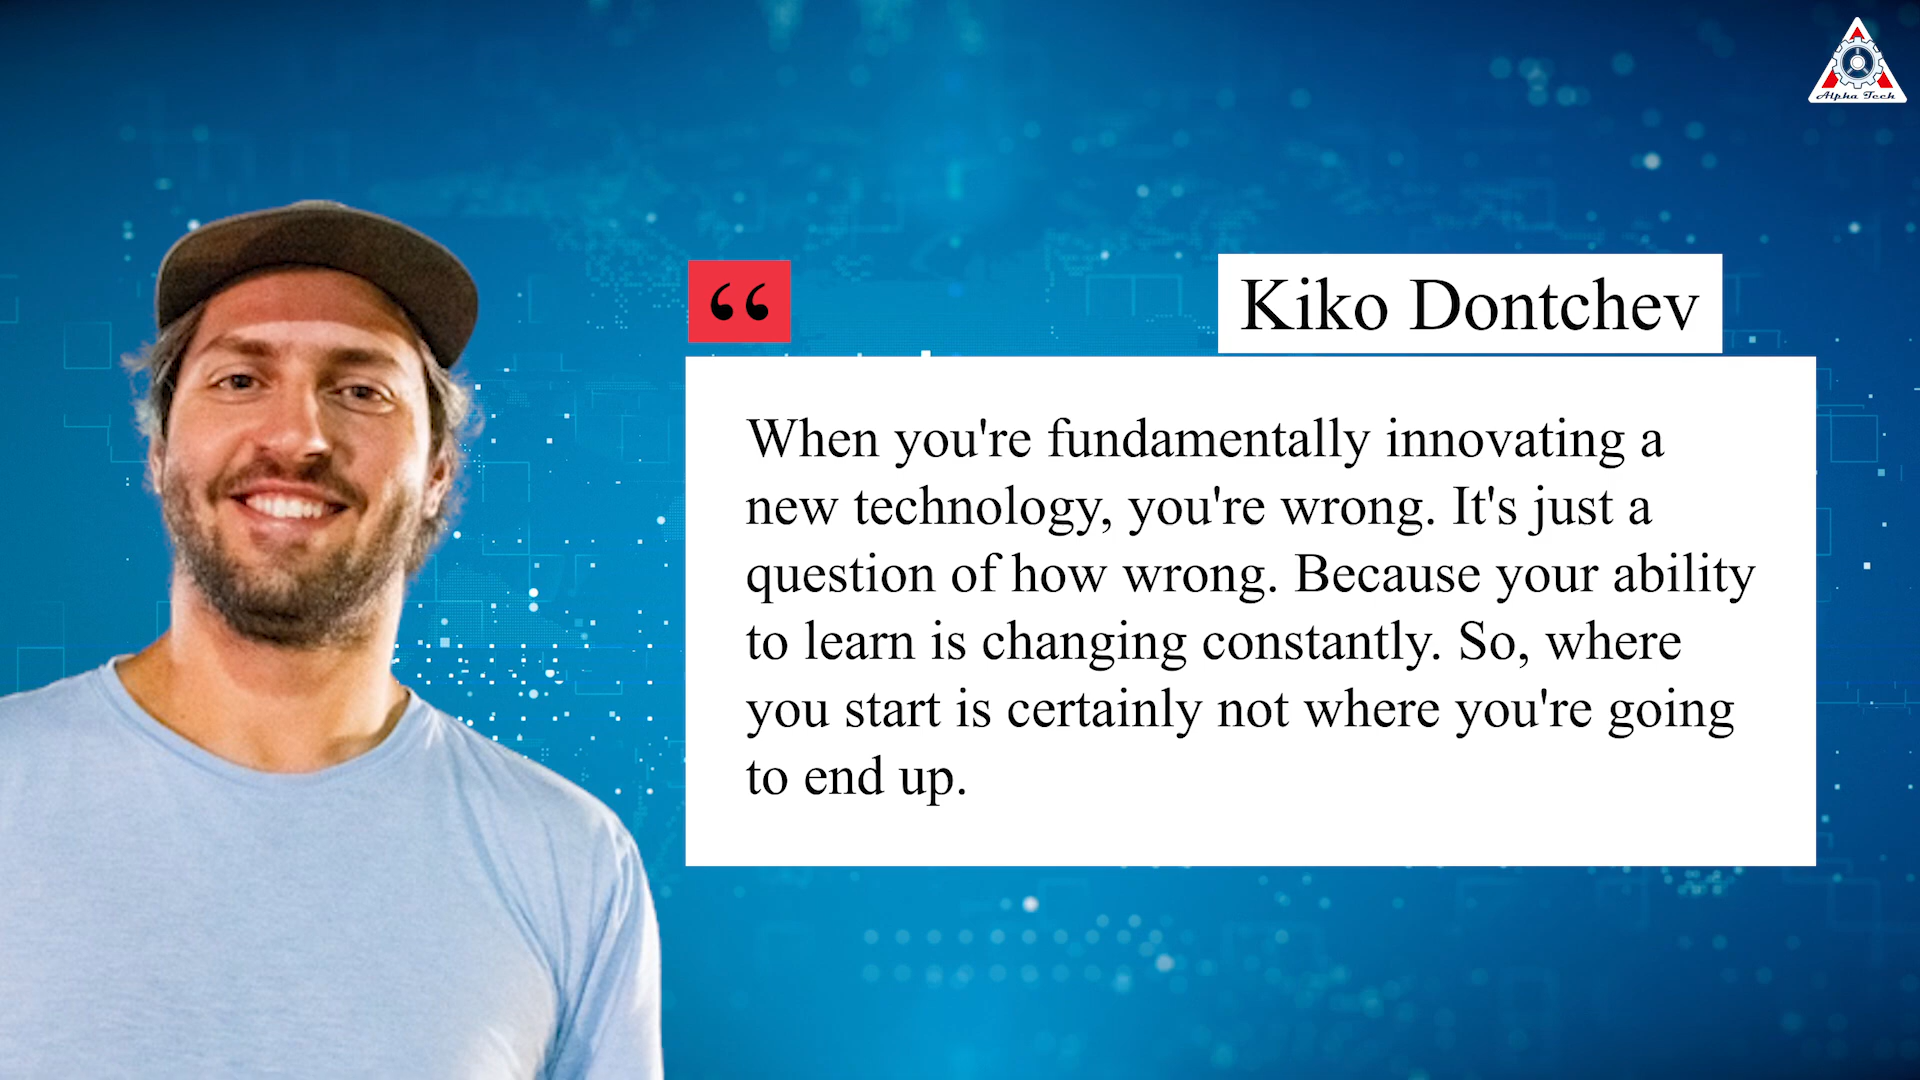 Alpha Tech
“
Kiko Dontchev
When you're fundamentally innovating a
new technology, you're wrong. It's just a
question of how wrong. Because your ability
to learn is changing constantly. So, where
you start is certainly not where you're going
to end up.